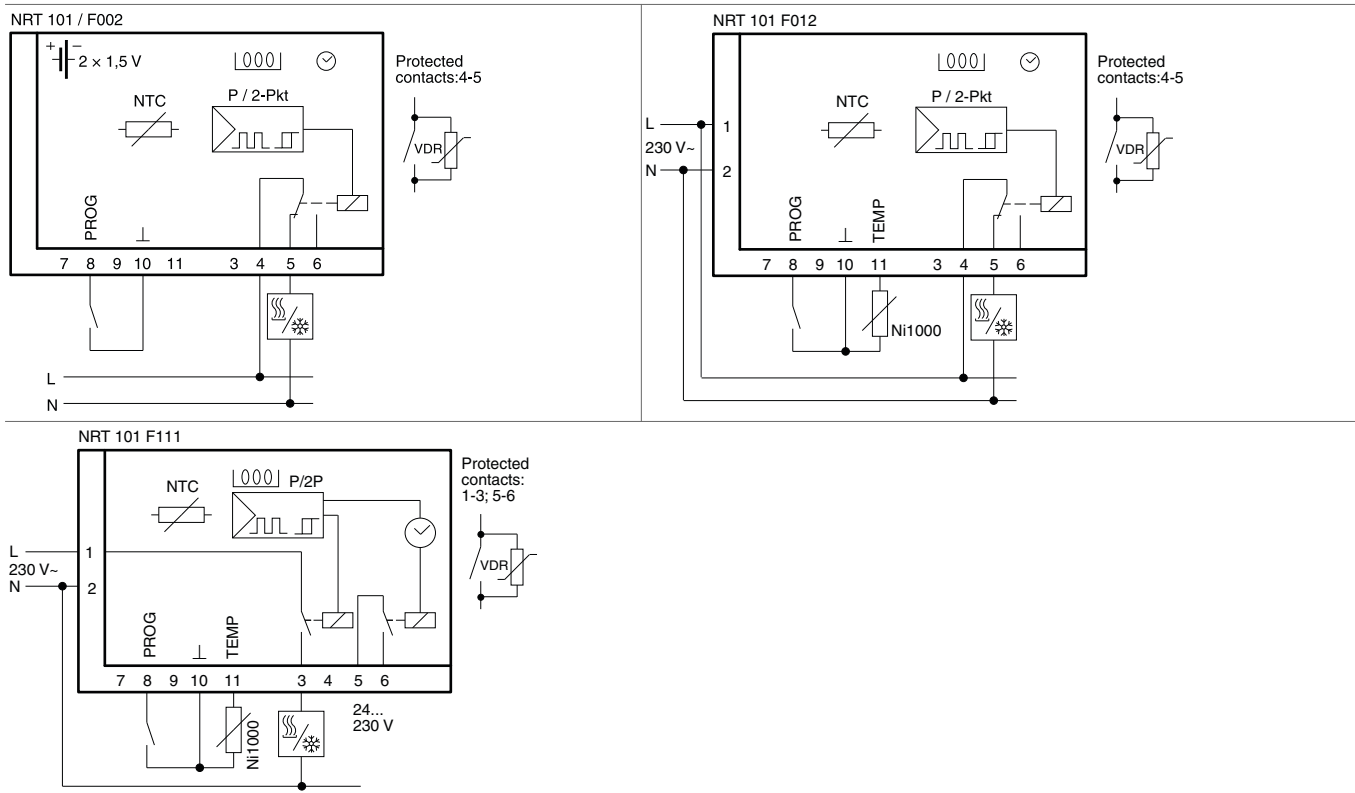 NRT 101 / F002
+ –
2 × 1,5 V
000
NTC
P / 2-Pkt
PROG
⊥
7 8 9 10 11 3 4 5 6
L
N
Protected
contacts:4-5
VDR
NRT 101 F012
000
NTC
P / 2-Pkt
L
230 V~
N
1
2
PROG
⊥
TEMP
7 8 9 10 11 3 4 5 6
Ni1000
Protected
contacts:4-5
VDR
NRT 101 F111
000
P/2P
NTC
L
230 V~
N
1
2
PROG
⊥
TEMP
7 8 9 10 11 3 4 5 6
Ni1000
24...
230 V
Protected
contacts:
1-3; 5-6
VDR